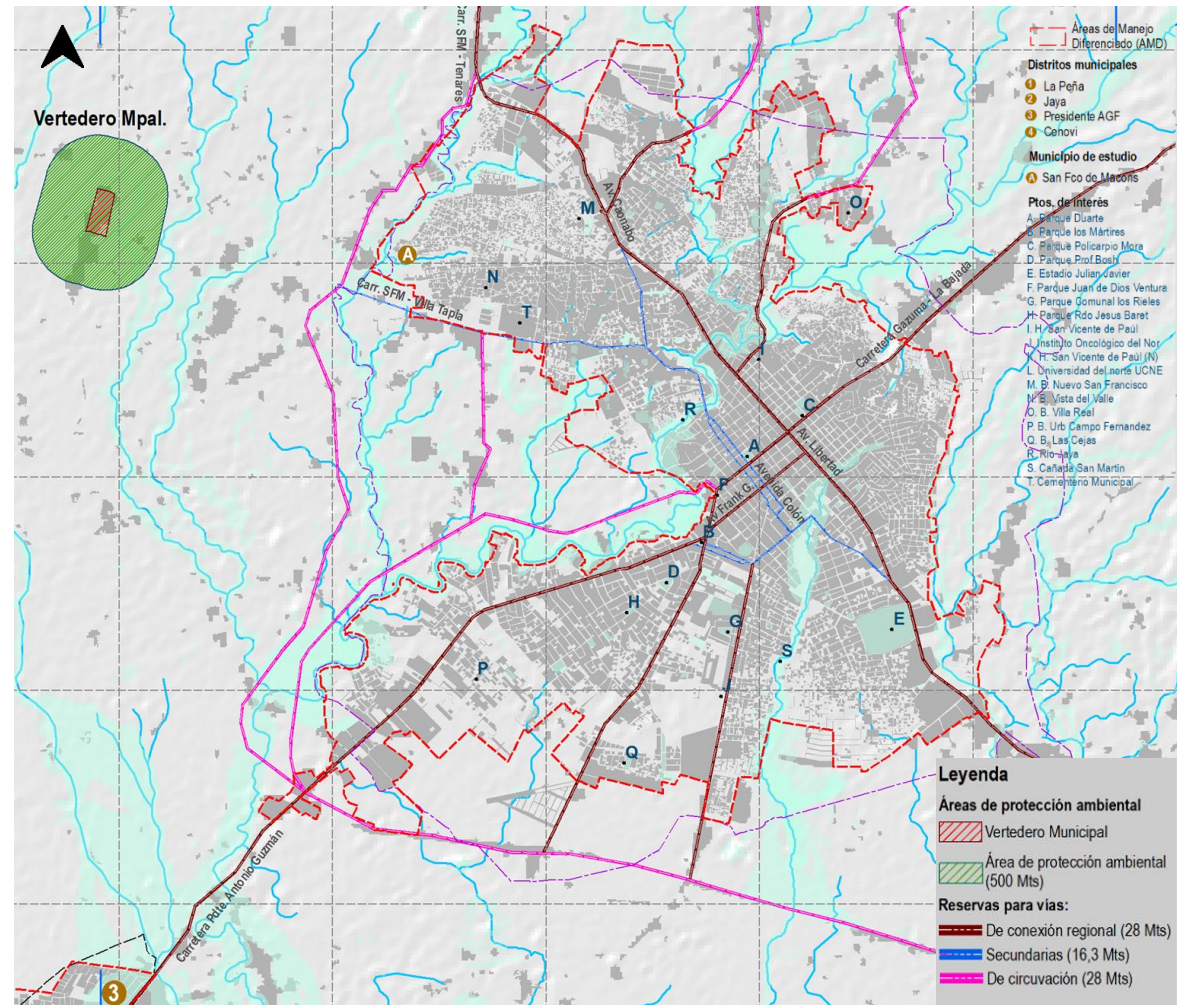 Carr. SFM - Tenares
Vertedero Mpal.
Áreas de Manejo
Diferenciado (AMD)
Distritos municipales
1 La Peña
2 Jaya
3 Presidente AGF
4 Cenovi
Municipio de estudio
A San Fco de Macoris
Ptos. de interés
A. Parque Duarte
B. Parque los Mártires
C. Parque Policarpio Mora
D. Parque Prof Bosh
E. Estadio Julian Javier
F. Parque Juan de Dios Ventura
G. Parque Comunal los Rieles
H. Parque Rdo Jesus Baret
I. H. San Vicente de Paúl
J. Instituto Oncológico del Nor
K. H. San Vicente de Paúl (N)
L. Universidad del norte UCNE
M. B. Nuevo San Francisco
N. B. Vista del Valle
O. B. Villa Real
P. B. Urb Campo Fernandez
Q. B. Las Cejas
R. Rio Jaya
S. Cañada San Martin
T. Cementerio Municipal
M
Av. Caonabo
O
A
N
Carr. SFM - Villa Tapia
T
Carretera Gazuma - La Bajada
I
C
R
A
Av. Libertad
Avenida Colón
F
Av Frank G.
B
D
H
G
E
S
P
J
Q
Carretera Pdte. Antonio Guzmán
3
Leyenda
Áreas de protección ambiental
Vertedero Municipal
Área de protección ambiental
(500 Mts)
Reservas para vías:
De conexión regional (28 Mts)
Secundarias (16,3 Mts)
De circuvación (28 Mts)